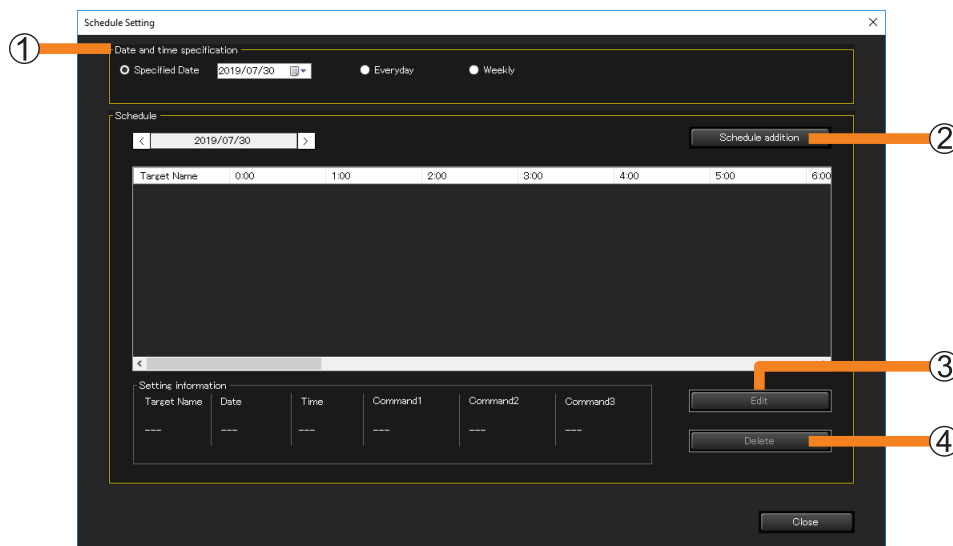 Schedule Setting
①
Date and time specification
Specified Date 2019/07/30 Everyday Weekly
Schedule
< 2019/07/30 > Schedule addition
②
Target Name 0:00 1:00 2:00 3:00 4:00 5:00 6:00
③
Setting information
Target Name Date Time Command1 Command2 Command3
Edit
--- --- --- --- --- ---
Delete
④
Close